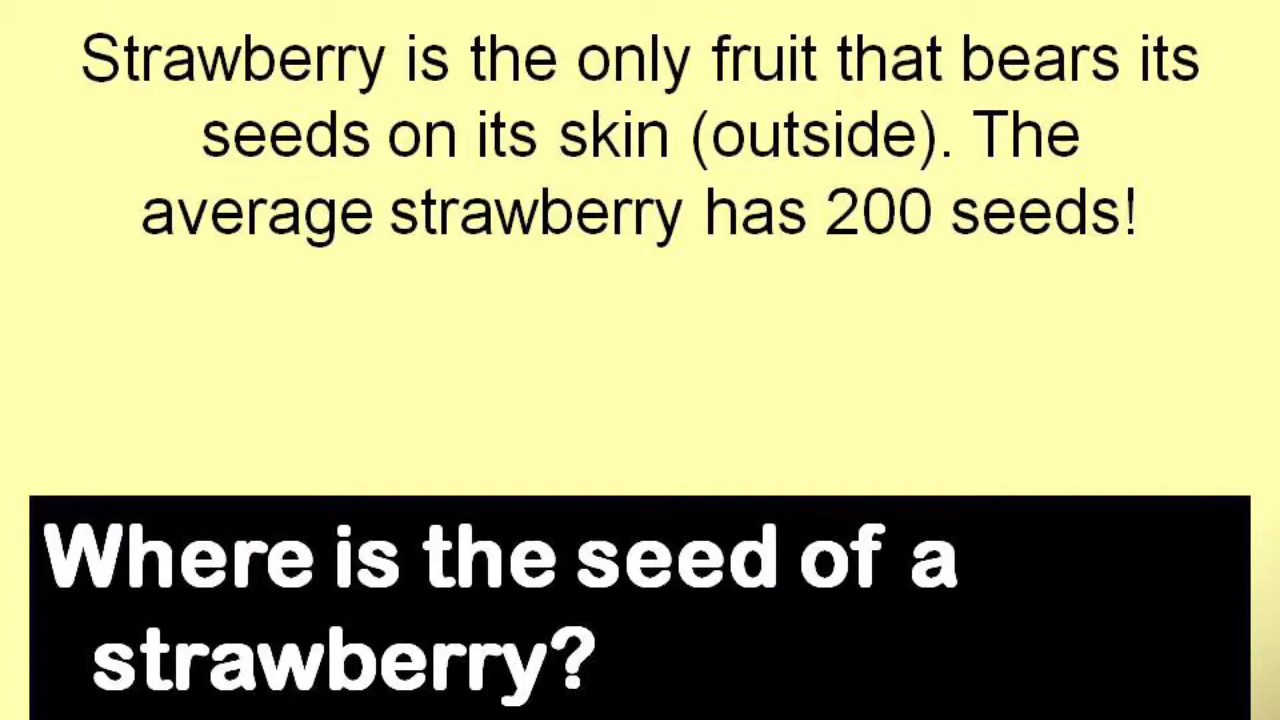 Strawberry is the only fruit that bears its
seeds on its skin (outside). The
average strawberry has 200 seeds!
Where is the seed of a
strawberry?